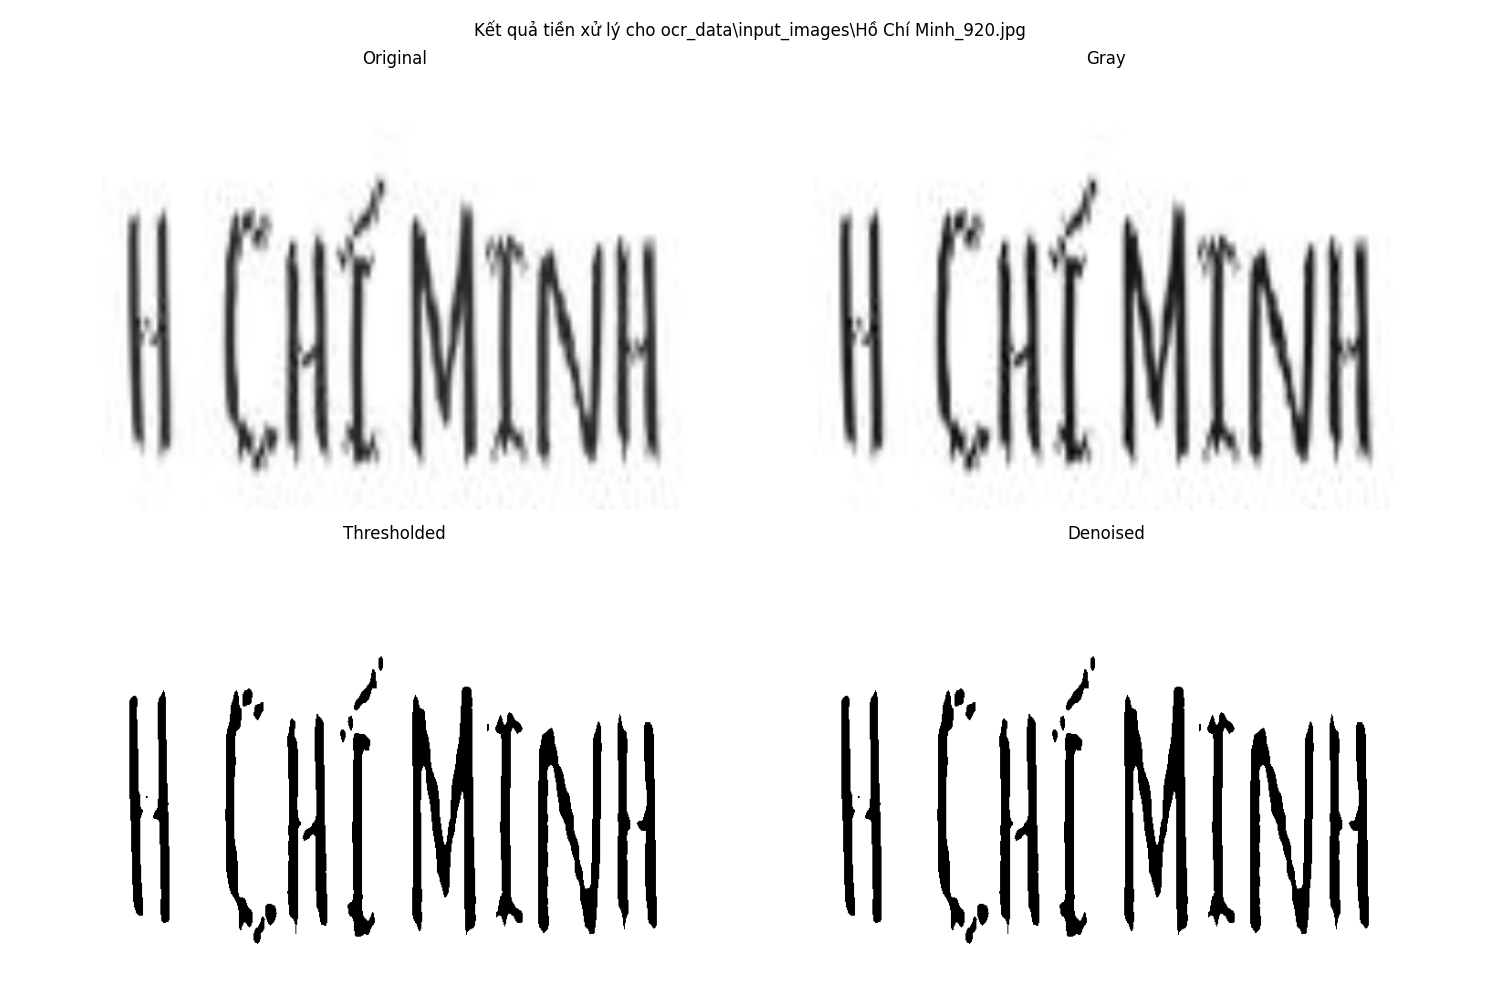 Kết quả tiền xử lý cho ocr_data\input_images\Hồ Chí Minh_920.jpg
Original
Gray
H CHÍ MINH
H CHÍ MINH
Thresholded
Denoised
H CHÍ MINH
H CHÍ MINH